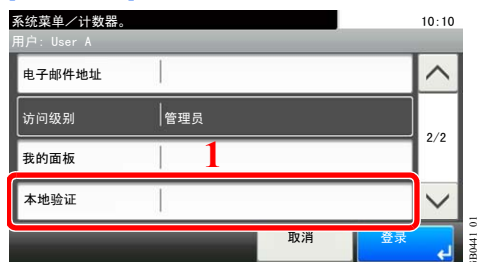 系统菜单／计数器。
10:10
用户: User A
电子邮件地址
访问级别 管理员
2/2
我的面板
1
本地验证
取消 登录